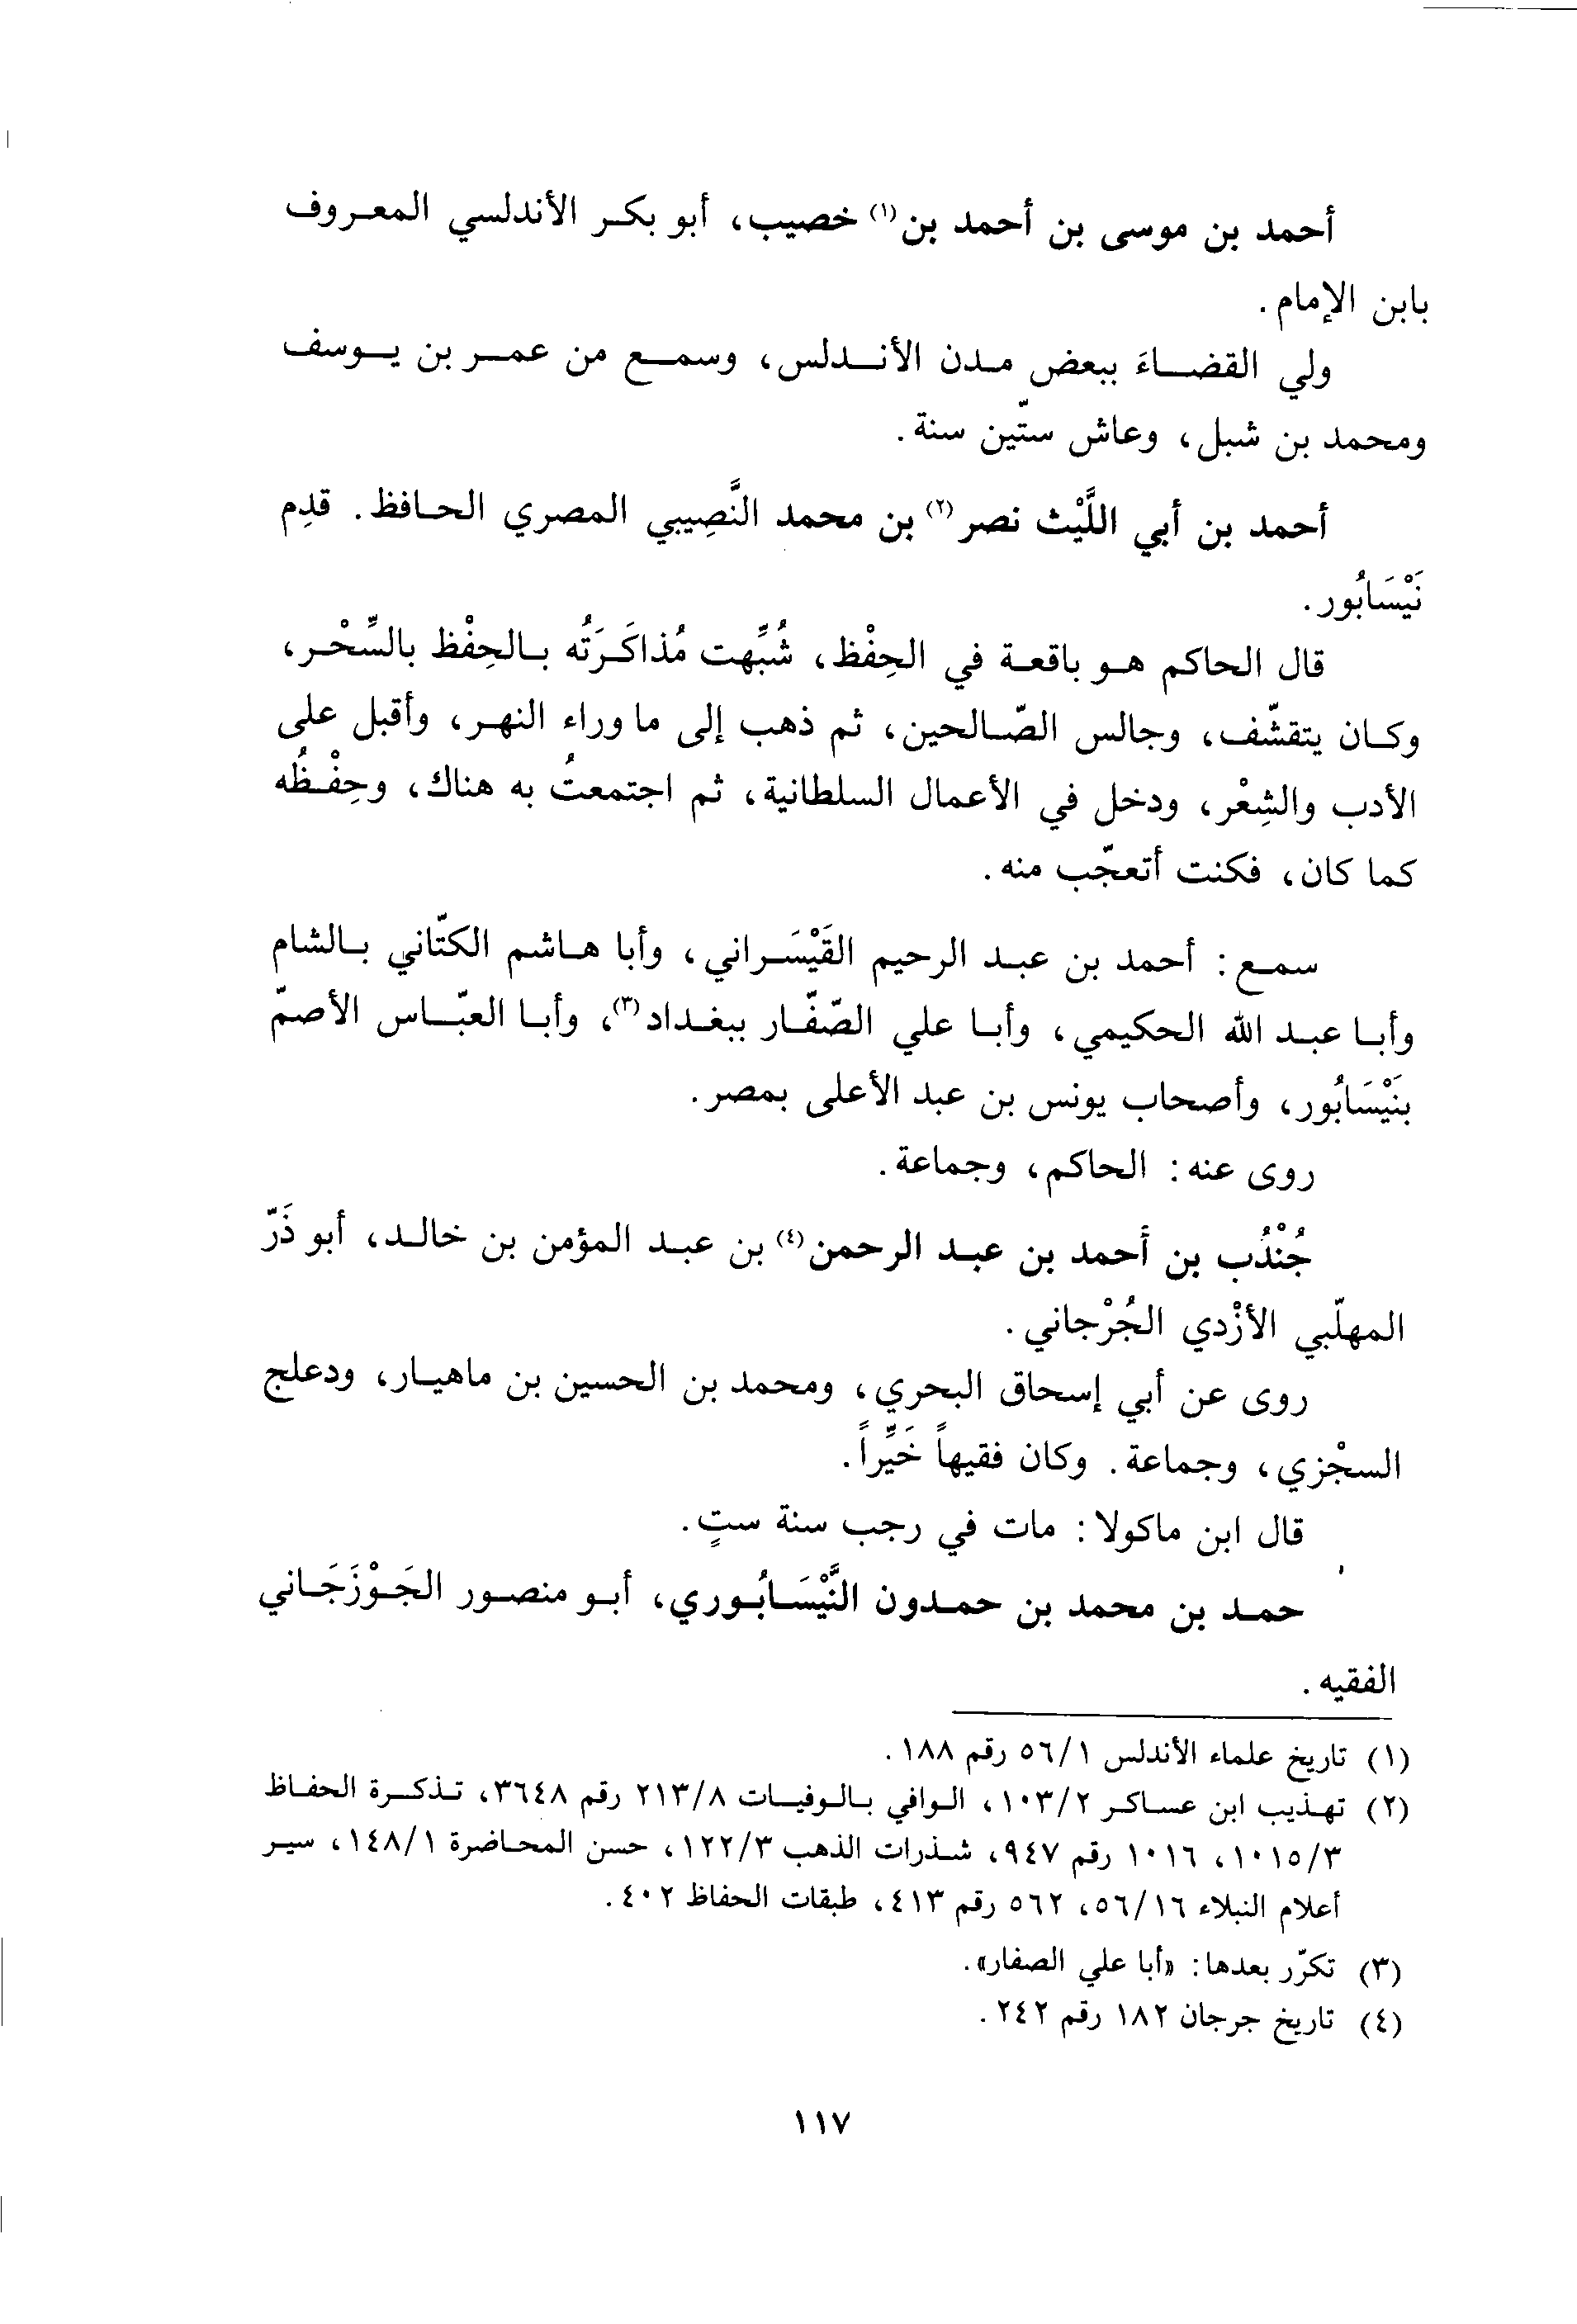 أحمد بن موسى بن أحمد بن(١) خصيب، أبو بكر الأندلسي المعروف
بابن الإمام.
ولي القضاءَ ببعض مدن الأندلس، وسمع من عمر بن يوسف
ومحمد بن شبل، وعاش ستّين سنة.
أحمد بن أبي اللَّيْث نصر(٢) بن محمد النَّصِيبي المصري الحافظ. قدِم
نَيْسَابُور.
قال الحاكم هو باقعة في الحِفْظ، شُبِّهت مُذاكَرَتُه بالحِفْظ بالسِّحْر،
وكان يتقشّف، وجالس الصّالحين، ثم ذهب إلى ما وراء النهر، وأقبل على
الأدب والشِعْر، ودخل في الأعمال السلطانية، ثم اجتمعتُ به هناك، وحِفْظُه
كما كان، فكنت أتعجّب منه.
سمع: أحمد بن عبد الرحيم القَيْسَراني، وأبا هاشم الكتّاني بالشام
وأبا عبد الله الحكيمي، وأبا علي الصّفّار ببغداد(٣)، وأبا العبّاس الأصمّ
بنَيْسَابُور، وأصحاب يونس بن عبد الأعلى بمصر.
روى عنه: الحاكم، وجماعة.
جُنْدُب بن أحمد بن عبد الرحمن(٤) بن عبد المؤمن بن خالد، أبو ذَرّ
المهلّبي الأزْدي الجُرْجاني.
روى عن أبي إسحاق البحري، ومحمد بن الحسين بن ماهيار، ودعلج
السجْزي، وجماعة. وكان فقيهاً خَيِّراً.
قال ابن ماكولا: مات في رجب سنة ستٍ.
حمد بن محمد بن حمدون النَّيْسَابُوري، أبو منصور الجَوْزَجَاني
الفقيه.
(١) تاريخ علماء الأندلس ٥٦/١ رقم ١٨٨.
(٢) تهذيب ابن عساكر ١٠٣/٢، الوافي بالوفيات ٢١٣/٨ رقم ٣٦٤٨، تذكرة الحفاظ
١٠١٥/٣، ١٠١٦ رقم ٩٤٧، شذرات الذهب ١٢٢/٣، حسن المحاضرة ١٤٨/١، سير
أعلام النبلاء ٥٦/١٦، ٥٦٢ رقم ٤١٣، طبقات الحفاظ ٤٠٢.
(٣) تكرّر بعدها: «أبا علي الصفار».
(٤) تاريخ جرجان ١٨٢ رقم ٢٤٢.
١١٧